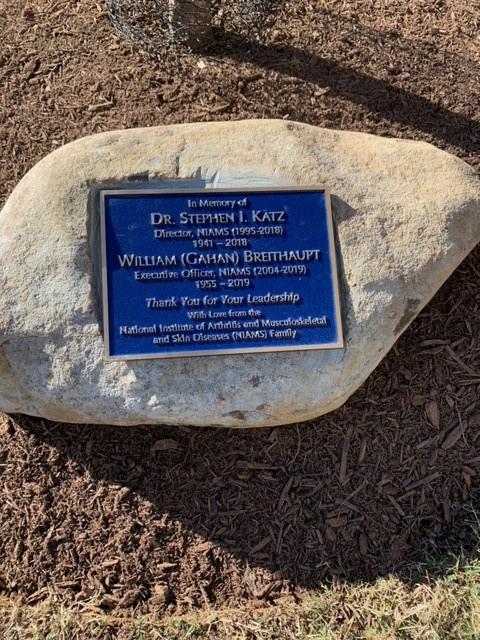 In Memory of
Dr. Stephen I. Katz
Director, NIAMS (1995-2018)
1941 – 2018
William (Gahan) Breithaupt
Executive Officer, NIAMS (2004-2019)
1955 – 2019
Thank You for Your Leadership
With Love from the
National Institute of Arthritis and Musculoskeletal
and Skin Diseases (NIAMS) Family